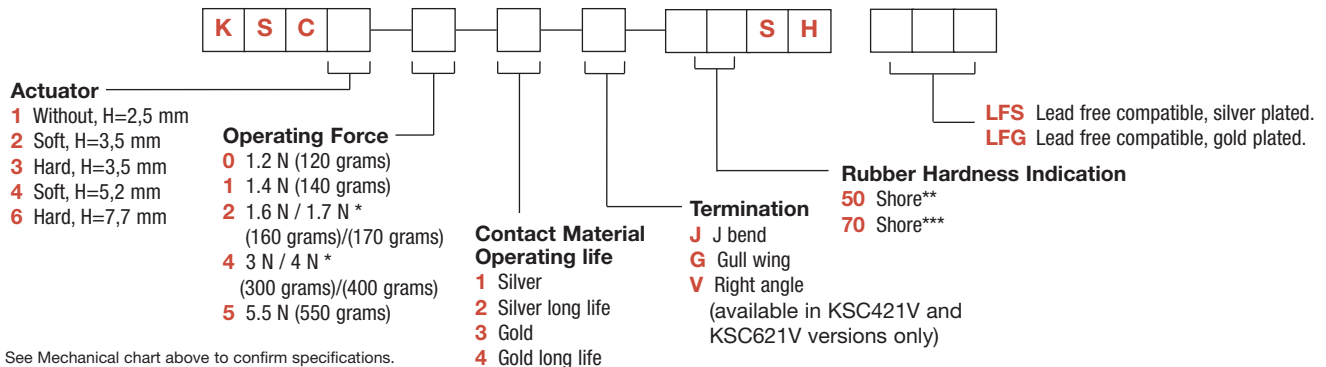 K S C S H
Actuator
1 Without, H=2,5 mm
2 Soft, H=3,5 mm
3 Hard, H=3,5 mm
4 Soft, H=5,2 mm
6 Hard, H=7,7 mm
Operating Force
0 1.2 N (120 grams)
1 1.4 N (140 grams)
2 1.6 N / 1.7 N *
(160 grams)/(170 grams)
4 3 N / 4 N *
(300 grams)/(400 grams)
5 5.5 N (550 grams)
Contact Material
Operating life
1 Silver
2 Silver long life
3 Gold
4 Gold long life
Termination
J J bend
G Gull wing
V Right angle
(available in KSC421V and
KSC621V versions only)
Rubber Hardness Indication
50 Shore**
70 Shore***
LFS Lead free compatible, silver plated.
LFG Lead free compatible, gold plated.
See Mechanical chart above to confirm specifications.